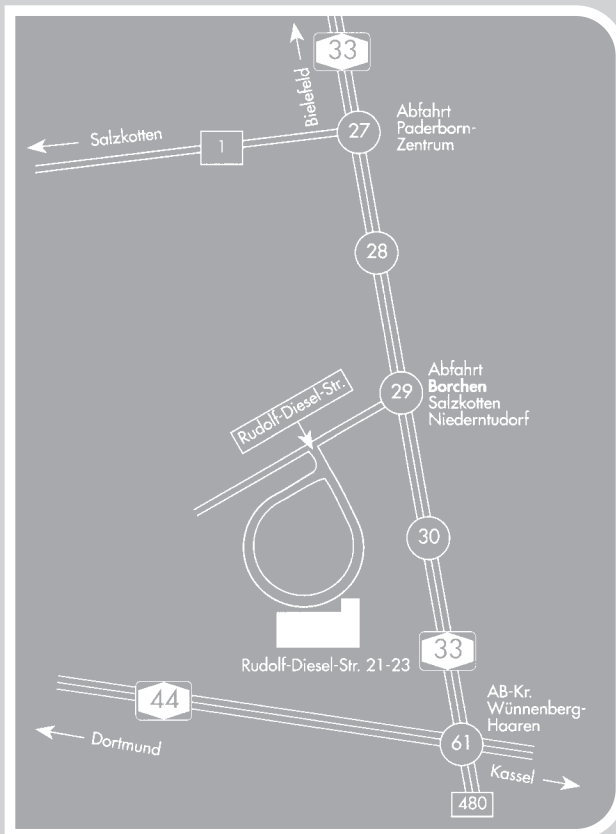 33
Bielefeld
Salzkotten
1
27
Abfahrt
Paderborn-
Zentrum
28
29
Abfahrt
Borchen
Salzkotten
Niederntudorf
Rudolf-Diesel-Str.
30
Rudolf-Diesel-Str. 21-23
33
44
Dortmund
AB-Kr.
Wünnenberg-
Haaren
61
Kassel
480